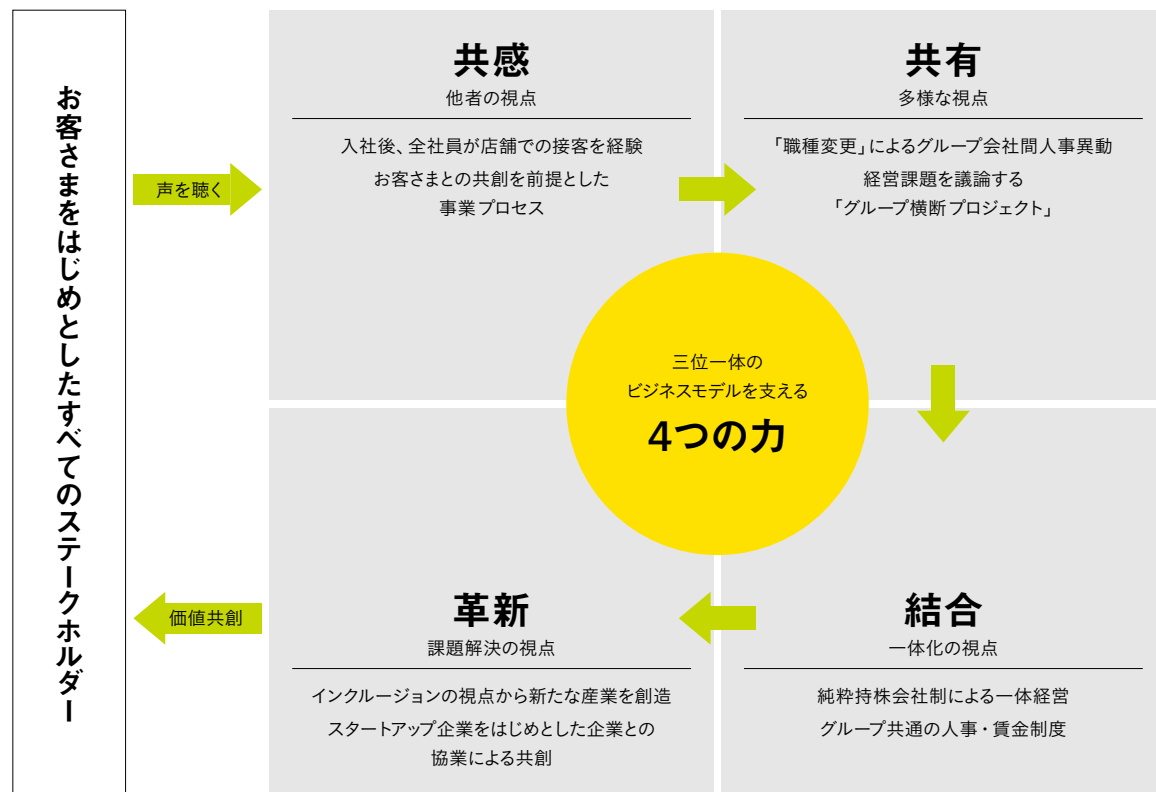 お客さまをはじめとしたすべてのステークホルダー
声を聴く
共感
他者の視点
入社後、全社員が店舗での接客を経験
お客さまとの共創を前提とした
事業プロセス
共有
多様な視点
「職種変更」によるグループ会社間人事異動
経営課題を議論する
「グループ横断プロジェクト」
三位一体の
ビジネスモデルを支える
4つの力
結合
一体化の視点
純粋持株会社制による一体経営
グループ共通の人事・賃金制度
革新
課題解決の視点
インクルージョンの視点から新たな産業を創造
スタートアップ企業をはじめとした企業との
協業による共創
価値共創